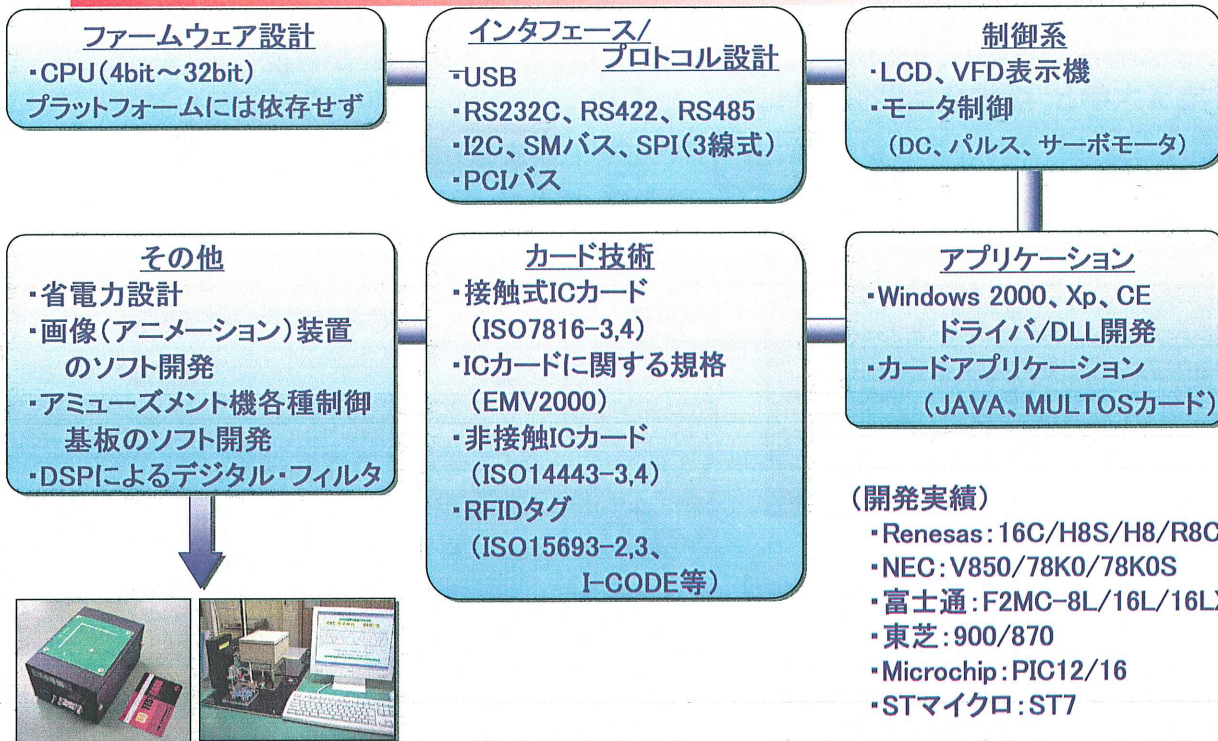 ファームウェア設計
・CPU(4bit～32bit)
プラットフォームには依存せず
インタフェース/
プロトコル設計
・USB
・RS232C、RS422、RS485
・I2C、SMバス、SPI(3線式)
・PCIバス
制御系
・LCD、VFD表示機
・モータ制御
(DC、パルス、サーボモータ)
アプリケーション
・Windows 2000、Xp、CE
ドライバ/DLL開発
・カードアプリケーション
(JAVA、MULTOSカード)
カード技術
・接触式ICカード
(ISO7816-3,4)
・ICカードに関する規格
(EMV2000)
・非接触ICカード
(ISO14443-3,4)
・RFIDタグ
(ISO15693-2,3、
I-CODE等)
その他
・省電力設計
・画像(アニメーション)装置
のソフト開発
・アミューズメント機各種制御
基板のソフト開発
・DSPによるデジタル・フィルタ
(開発実績)
・Renesas:16C/H8S/H8/R8C
・NEC:V850/78K0/78K0S
・富士通:F2MC-8L/16L/16LX
・東芝:900/870
・Microchip:PIC12/16
・STマイクロ:ST7